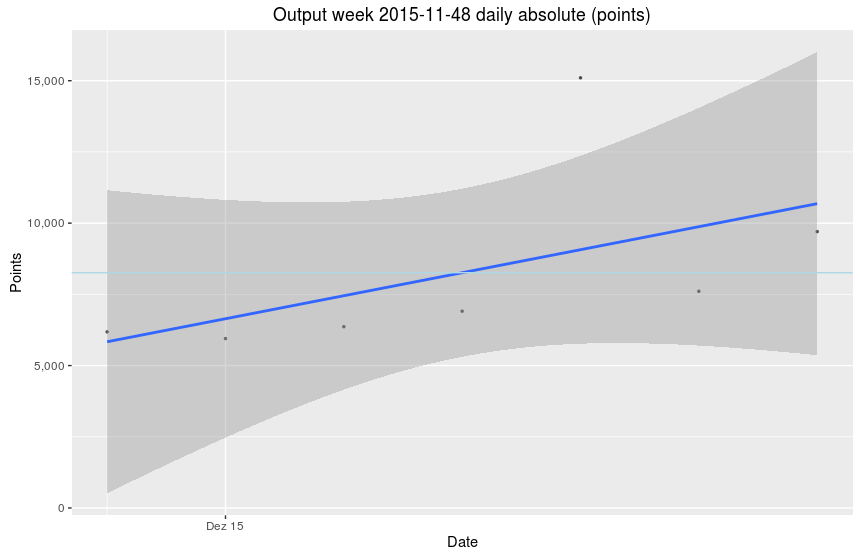 Output week 2015-11-48 daily absolute (points)
15,000
10,000
5,000
0
Points
Dez 15
Date